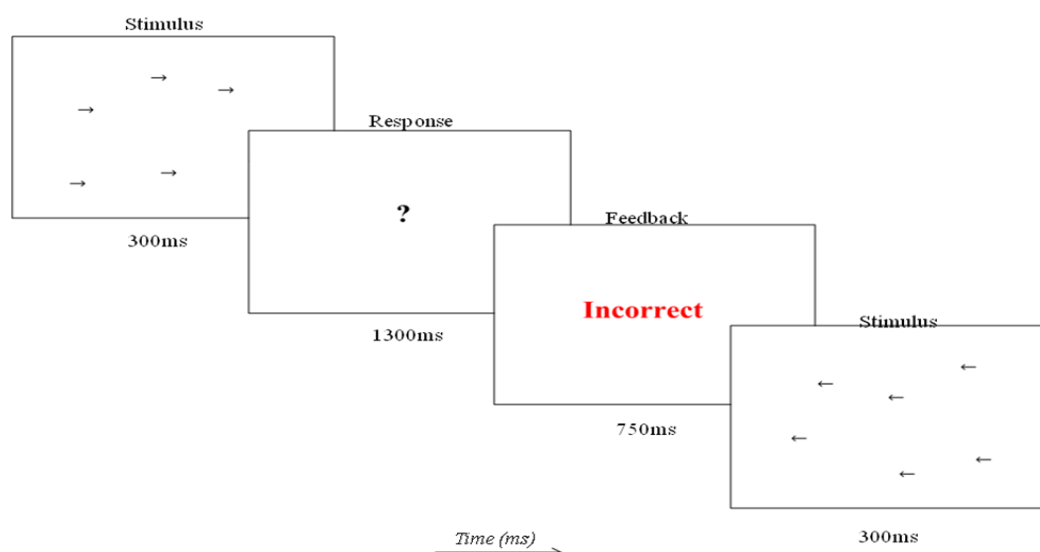 Stimulus
Response
?
300ms
Feedback
Incorrect
1300ms
Stimulus
750ms
Time (ms)
300ms